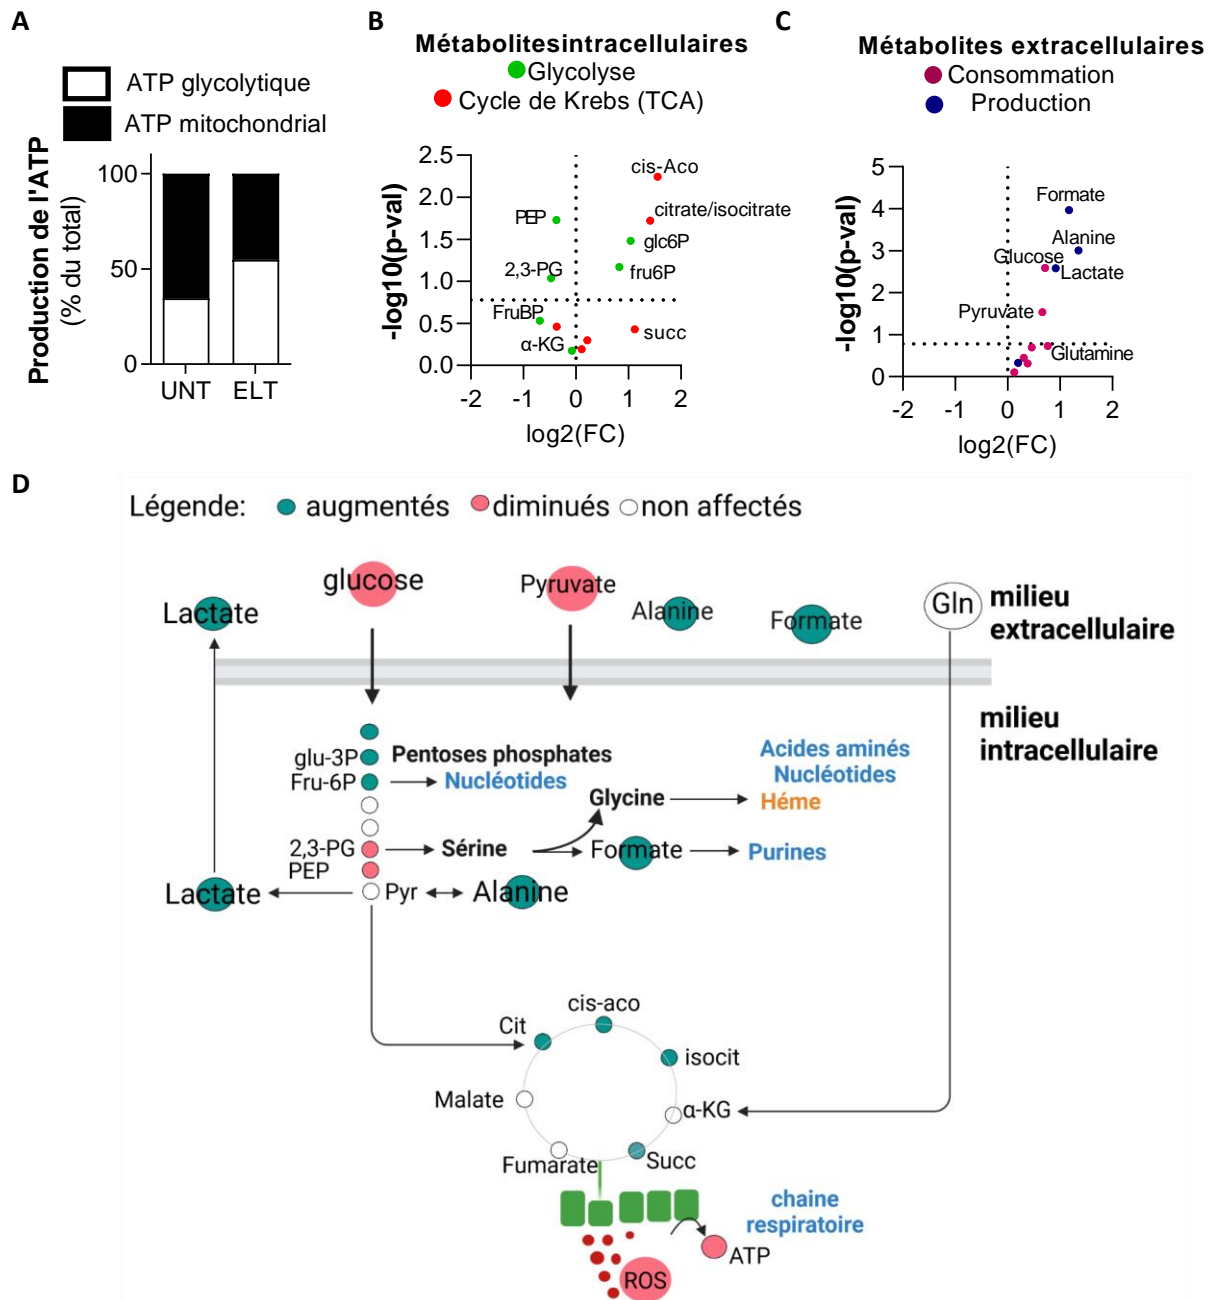 A
ATP glycolytique
ATP mitochondrial
Production de l'ATP
(% du total)
100
50
0
UNT
ELT
B
Métabolitesintracellulaires
Glycolyse
Cycle de Krebs (TCA)
-log10(p-val)
2.5
2.0
1.5
1.0
0.5
0.0
cis-Aco
citrate/isocitrate
PEP
glc6P
2,3-PG
fru6P
FruBP
succ
α-KG
-2
-1
0
1
2
log2(FC)
C
Métabolites extracellulaires
Consommation
Production
-log10(p-val)
5
4
3
2
1
0
Formate
Alanine
Glucose
Lactate
Pyruvate
Glutamine
-2
-1
0
1
2
log2(FC)
D
Légende: augmentés diminués non affectés
Lactate
glucose
Pyruvate
Alanine
Formate
Gln
milieu
extracellulaire
milieu
intracellulaire
glu-3P
Fru-6P
Pentoses phosphates
Nucléotides
Acides aminés
Nucléotides
Héme
Glycine
2,3-PG
Sérine
Formate
Purines
PEP
Lactate
Pyr
Alanine
cis-aco
Cit
isocit
Malate
α-KG
Fumarate
Succ
chaine
respiratoire
ATP
ROS